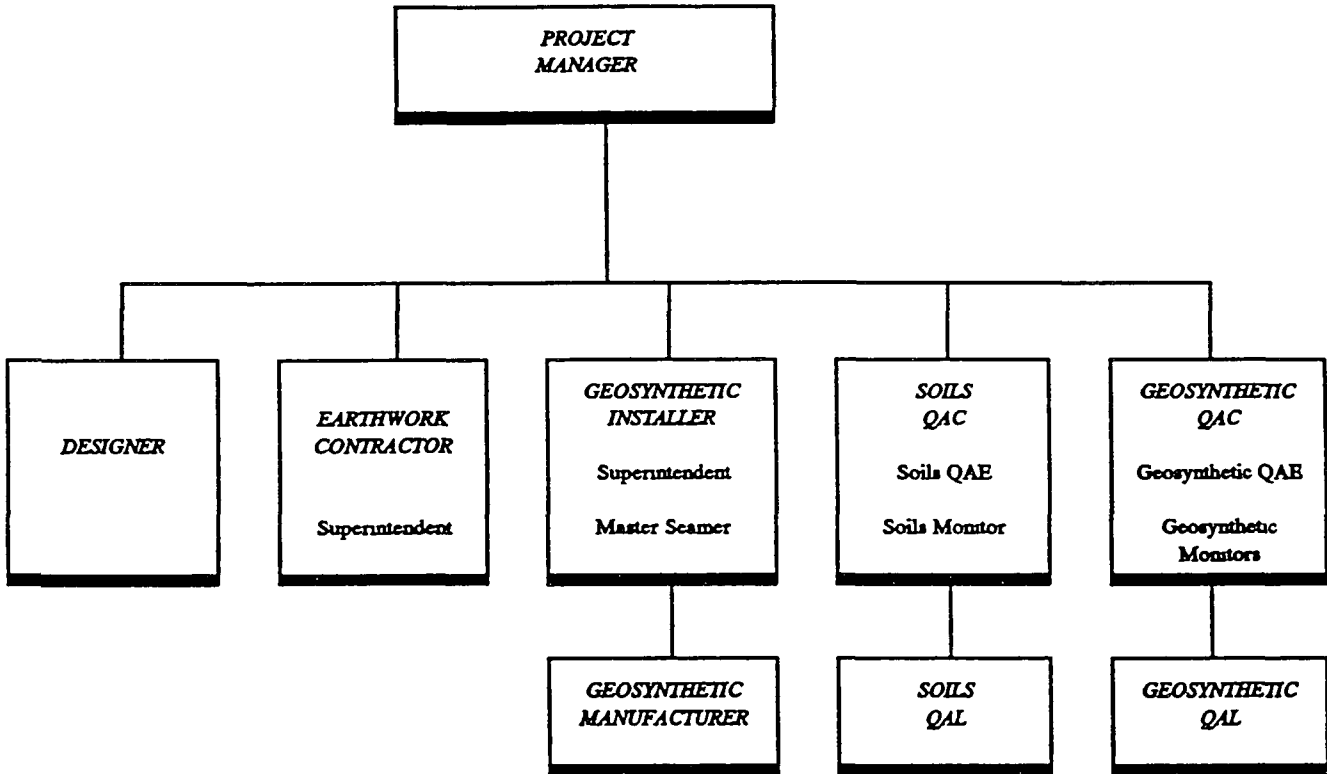 PROJECT
MANAGER
DESIGNER
EARTHWORK
CONTRACTOR
Superintendent
GEOSYNTHETIC
INSTALLER
Superintendent
Master Seamer
SOILS
QAC
Soils QAE
Soils Monitor
GEOSYNTHETIC
QAC
Geosynthetic QAE
Geosynthetic
Monitors
GEOSYNTHETIC
MANUFACTURER
SOILS
QAL
GEOSYNTHETIC
QAL